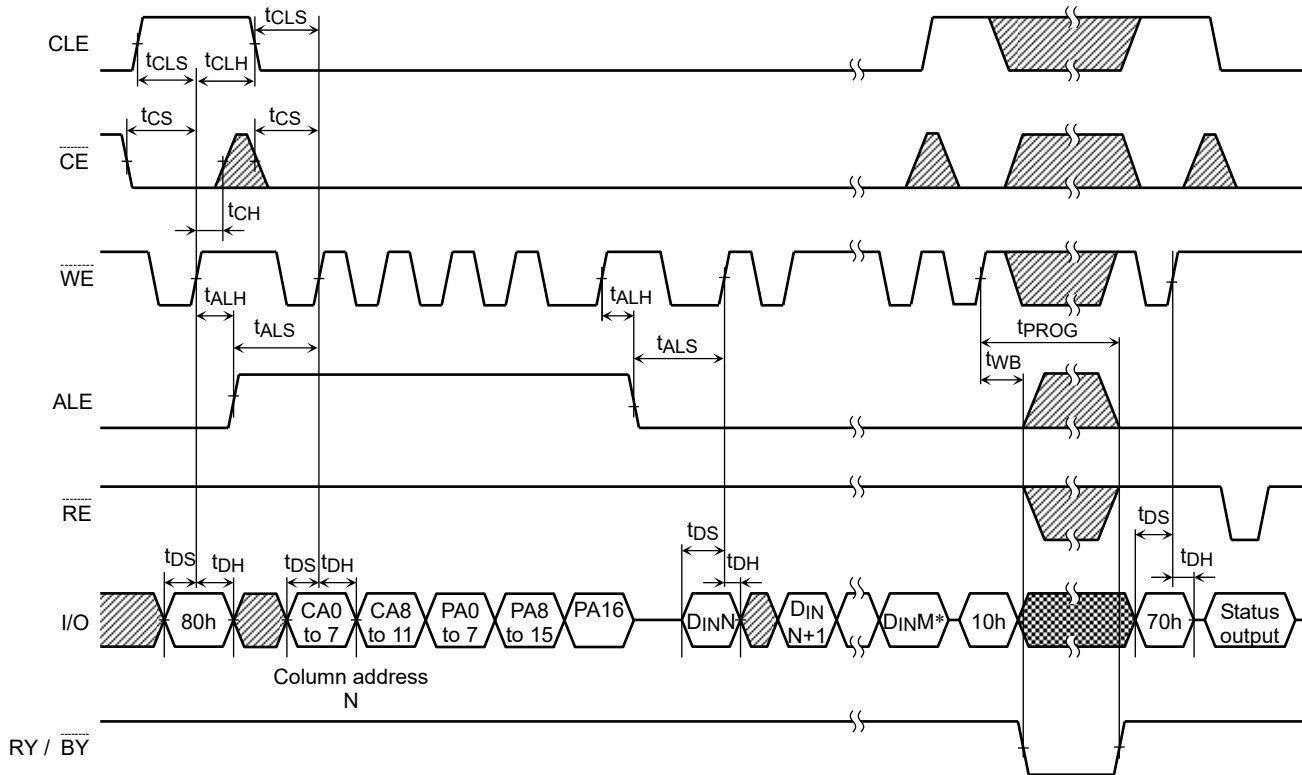 CLE
tCLS
tCLS
tCLH
CE
tCS
tCS
tCH
WE
tALH
tALS
tALH
tALS
tPROG
tWB
ALE
RE
tDS
tDH
tDS
tDH
tDS
tDH
tDS
tDH
I/O
80h
CA0
to 7
CA8
to 11
PA0
to 7
PA8
to 15
PA16
DINN
DIN
N+1
DINM*
10h
70h
Status
output
Column address
N
RY / BY